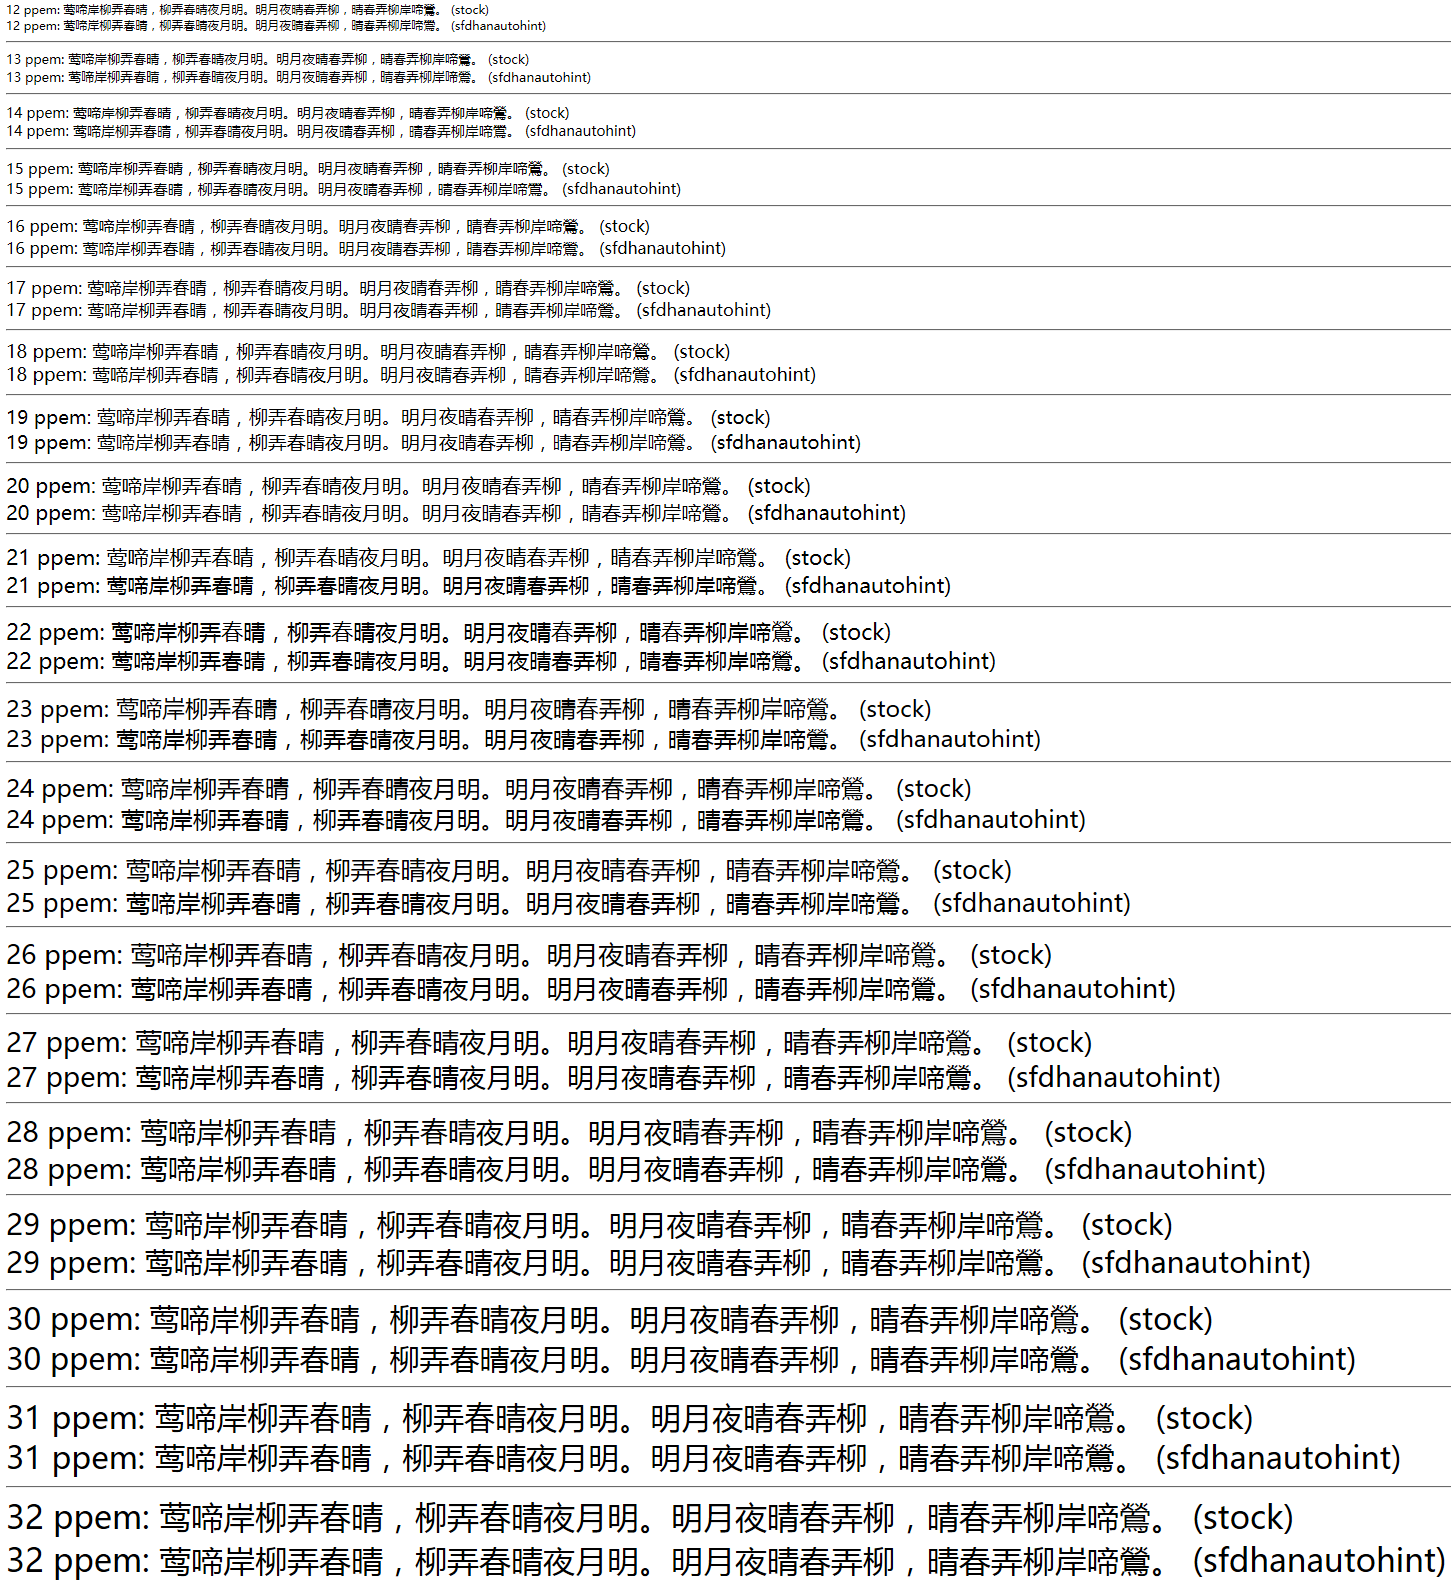 12 ppem: 莺啼岸柳弄春晴，柳弄春晴夜月明。明月夜晴春弄柳，晴春弄柳岸啼鶯。 (stock)
12 ppem: 莺啼岸柳弄春晴，柳弄春晴夜月明。明月夜晴春弄柳，晴春弄柳岸啼鶯。 (sfdhanautohint)
13 ppem: 莺啼岸柳弄春晴，柳弄春晴夜月明。明月夜晴春弄柳，晴春弄柳岸啼鶯。 (stock)
13 ppem: 莺啼岸柳弄春晴，柳弄春晴夜月明。明月夜晴春弄柳，晴春弄柳岸啼鶯。 (sfdhanautohint)
14 ppem: 莺啼岸柳弄春晴，柳弄春晴夜月明。明月夜晴春弄柳，晴春弄柳岸啼鶯。 (stock)
14 ppem: 莺啼岸柳弄春晴，柳弄春晴夜月明。明月夜晴春弄柳，晴春弄柳岸啼鶯。 (sfdhanautohint)
15 ppem: 莺啼岸柳弄春晴，柳弄春晴夜月明。明月夜晴春弄柳，晴春弄柳岸啼鶯。 (stock)
15 ppem: 莺啼岸柳弄春晴，柳弄春晴夜月明。明月夜晴春弄柳，晴春弄柳岸啼鶯。 (sfdhanautohint)
16 ppem: 莺啼岸柳弄春晴，柳弄春晴夜月明。明月夜晴春弄柳，晴春弄柳岸啼鶯。 (stock)
16 ppem: 莺啼岸柳弄春晴，柳弄春晴夜月明。明月夜晴春弄柳，晴春弄柳岸啼鶯。 (sfdhanautohint)
17 ppem: 莺啼岸柳弄春晴，柳弄春晴夜月明。明月夜晴春弄柳，晴春弄柳岸啼鶯。 (stock)
17 ppem: 莺啼岸柳弄春晴，柳弄春晴夜月明。明月夜晴春弄柳，晴春弄柳岸啼鶯。 (sfdhanautohint)
18 ppem: 莺啼岸柳弄春晴，柳弄春晴夜月明。明月夜晴春弄柳，晴春弄柳岸啼鶯。 (stock)
18 ppem: 莺啼岸柳弄春晴，柳弄春晴夜月明。明月夜晴春弄柳，晴春弄柳岸啼鶯。 (sfdhanautohint)
19 ppem: 莺啼岸柳弄春晴，柳弄春晴夜月明。明月夜晴春弄柳，晴春弄柳岸啼鶯。 (stock)
19 ppem: 莺啼岸柳弄春晴，柳弄春晴夜月明。明月夜晴春弄柳，晴春弄柳岸啼鶯。 (sfdhanautohint)
20 ppem: 莺啼岸柳弄春晴，柳弄春晴夜月明。明月夜晴春弄柳，晴春弄柳岸啼鶯。 (stock)
20 ppem: 莺啼岸柳弄春晴，柳弄春晴夜月明。明月夜晴春弄柳，晴春弄柳岸啼鶯。 (sfdhanautohint)
21 ppem: 莺啼岸柳弄春晴，柳弄春晴夜月明。明月夜晴春弄柳，晴春弄柳岸啼鶯。 (stock)
21 ppem: 莺啼岸柳弄春晴，柳弄春晴夜月明。明月夜晴春弄柳，晴春弄柳岸啼鶯。 (sfdhanautohint)
22 ppem: 莺啼岸柳弄春晴，柳弄春晴夜月明。明月夜晴春弄柳，晴春弄柳岸啼鶯。 (stock)
22 ppem: 莺啼岸柳弄春晴，柳弄春晴夜月明。明月夜晴春弄柳，晴春弄柳岸啼鶯。 (sfdhanautohint)
23 ppem: 莺啼岸柳弄春晴，柳弄春晴夜月明。明月夜晴春弄柳，晴春弄柳岸啼鶯。 (stock)
23 ppem: 莺啼岸柳弄春晴，柳弄春晴夜月明。明月夜晴春弄柳，晴春弄柳岸啼鶯。 (sfdhanautohint)
24 ppem: 莺啼岸柳弄春晴，柳弄春晴夜月明。明月夜晴春弄柳，晴春弄柳岸啼鶯。 (stock)
24 ppem: 莺啼岸柳弄春晴，柳弄春晴夜月明。明月夜晴春弄柳，晴春弄柳岸啼鶯。 (sfdhanautohint)
25 ppem: 莺啼岸柳弄春晴，柳弄春晴夜月明。明月夜晴春弄柳，晴春弄柳岸啼鶯。 (stock)
25 ppem: 莺啼岸柳弄春晴，柳弄春晴夜月明。明月夜晴春弄柳，晴春弄柳岸啼鶯。 (sfdhanautohint)
26 ppem: 莺啼岸柳弄春晴，柳弄春晴夜月明。明月夜晴春弄柳，晴春弄柳岸啼鶯。 (stock)
26 ppem: 莺啼岸柳弄春晴，柳弄春晴夜月明。明月夜晴春弄柳，晴春弄柳岸啼鶯。 (sfdhanautohint)
27 ppem: 莺啼岸柳弄春晴，柳弄春晴夜月明。明月夜晴春弄柳，晴春弄柳岸啼鶯。 (stock)
27 ppem: 莺啼岸柳弄春晴，柳弄春晴夜月明。明月夜晴春弄柳，晴春弄柳岸啼鶯。 (sfdhanautohint)
28 ppem: 莺啼岸柳弄春晴，柳弄春晴夜月明。明月夜晴春弄柳，晴春弄柳岸啼鶯。 (stock)
28 ppem: 莺啼岸柳弄春晴，柳弄春晴夜月明。明月夜晴春弄柳，晴春弄柳岸啼鶯。 (sfdhanautohint)
29 ppem: 莺啼岸柳弄春晴，柳弄春晴夜月明。明月夜晴春弄柳，晴春弄柳岸啼鶯。 (stock)
29 ppem: 莺啼岸柳弄春晴，柳弄春晴夜月明。明月夜晴春弄柳，晴春弄柳岸啼鶯。 (sfdhanautohint)
30 ppem: 莺啼岸柳弄春晴，柳弄春晴夜月明。明月夜晴春弄柳，晴春弄柳岸啼鶯。 (stock)
30 ppem: 莺啼岸柳弄春晴，柳弄春晴夜月明。明月夜晴春弄柳，晴春弄柳岸啼鶯。 (sfdhanautohint)
31 ppem: 莺啼岸柳弄春晴，柳弄春晴夜月明。明月夜晴春弄柳，晴春弄柳岸啼鶯。 (stock)
31 ppem: 莺啼岸柳弄春晴，柳弄春晴夜月明。明月夜晴春弄柳，晴春弄柳岸啼鶯。 (sfdhanautohint)
32 ppem: 莺啼岸柳弄春晴，柳弄春晴夜月明。明月夜晴春弄柳，晴春弄柳岸啼鶯。 (stock)
32 ppem: 莺啼岸柳弄春晴，柳弄春晴夜月明。明月夜晴春弄柳，晴春弄柳岸啼鶯。 (sfdhanautohint)